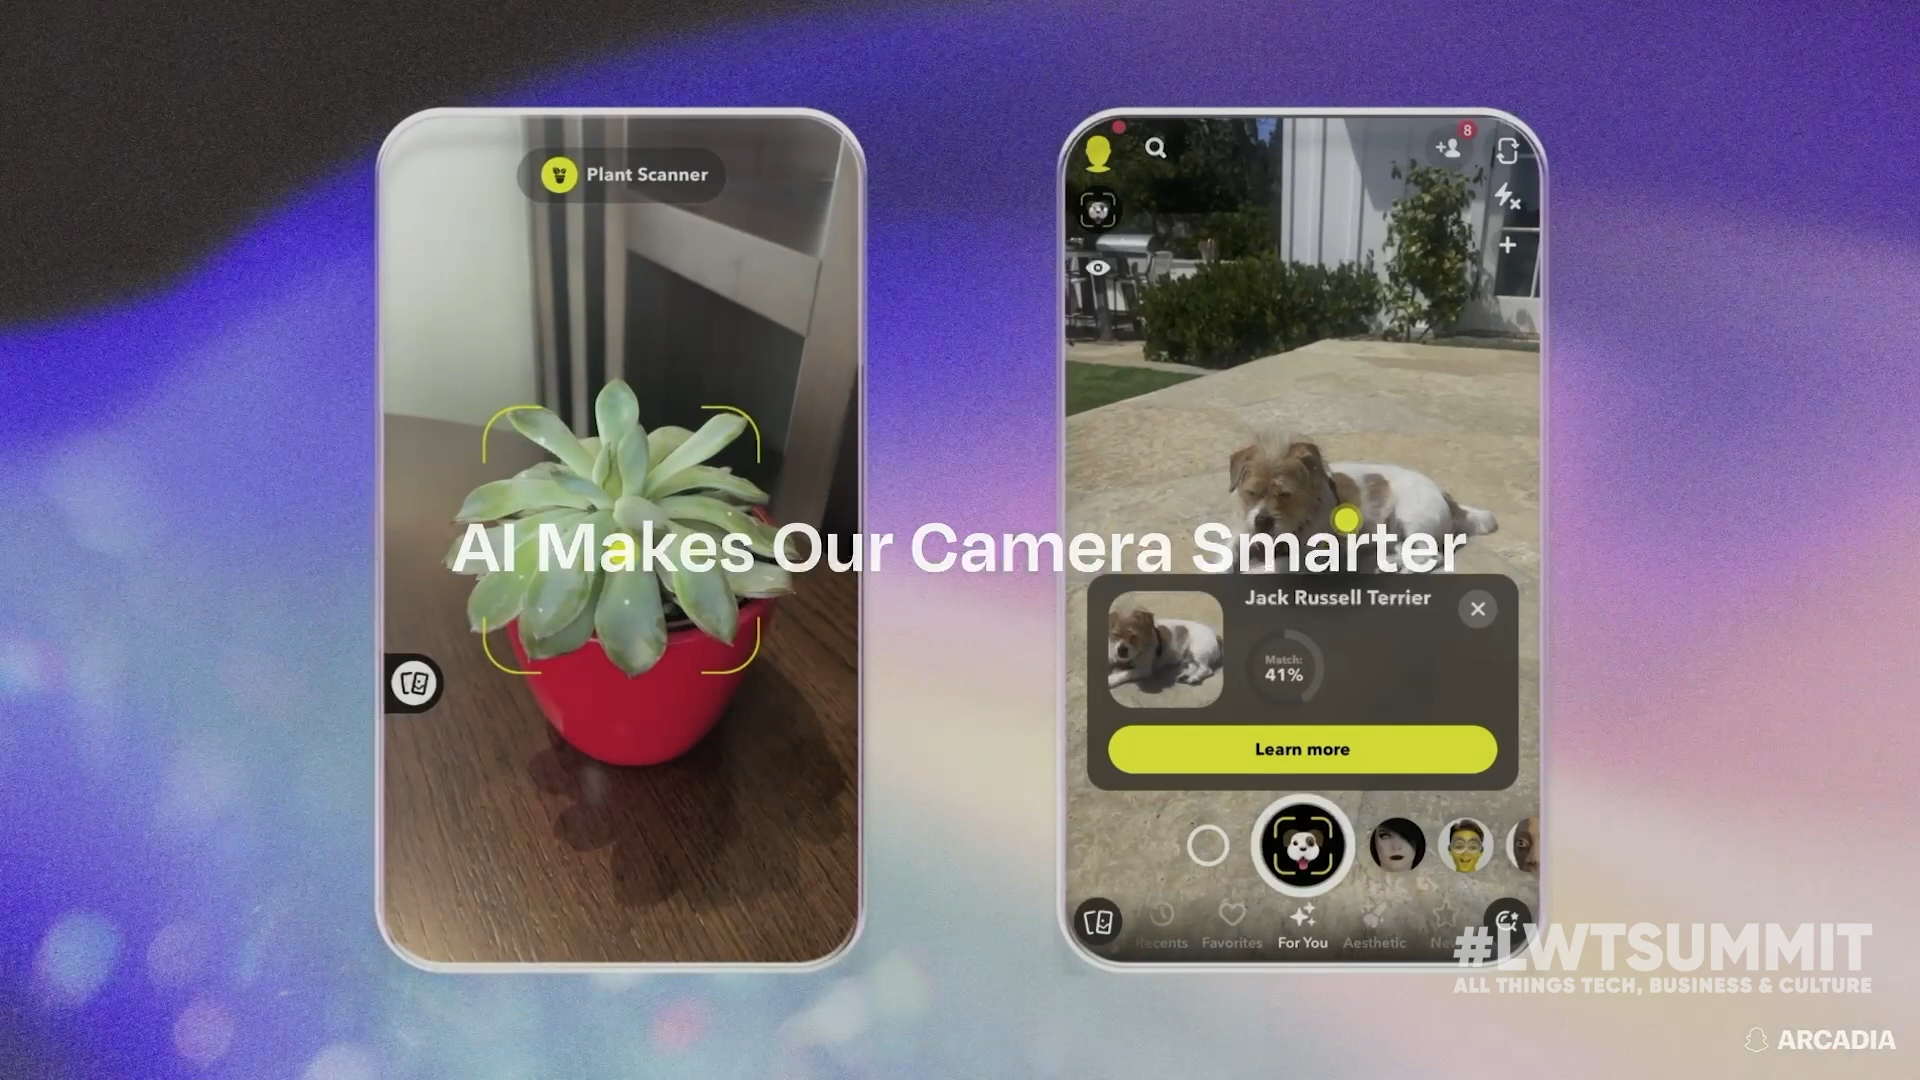 Plant Scanner
8
AI Makes Our Camera Smarter
Jack Russell Terrier
Match:
41%
Learn more
Recents Favorites For You Aesthetic
#LWTSUMMIT
ALL THINGS TECH, BUSINESS & CULTURE
ARCADIA